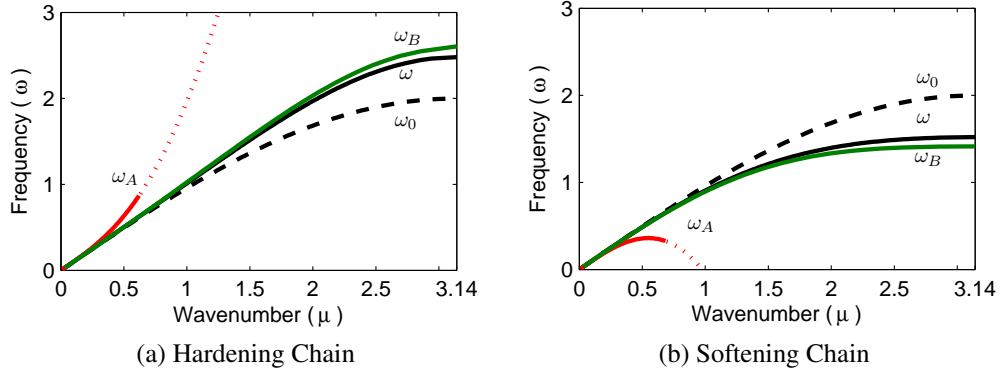 3
2
1
0
Frequency ( ω )
ω_B
ω
ω_0
ω_A
0 0.5 1 1.5 2 2.5 3.14
Wavenumber ( μ )
(a) Hardening Chain
3
2
1
0
Frequency ( ω )
ω_0
ω
ω_B
ω_A
0 0.5 1 1.5 2 2.5 3.14
Wavenumber ( μ )
(b) Softening Chain